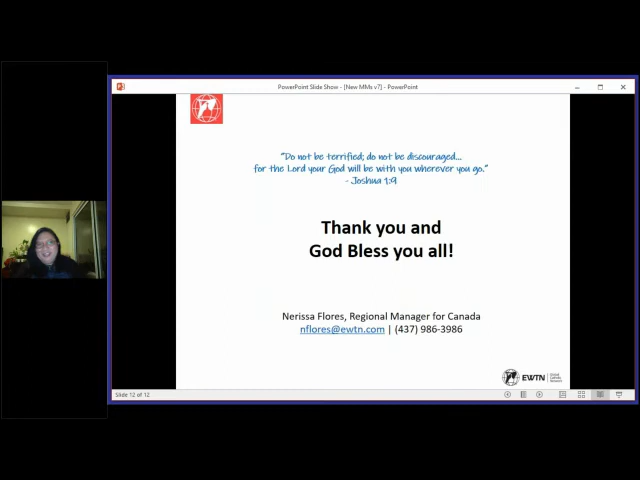 PowerPoint Slide Show - [New MMs v7] - PowerPoint
"Do not be terrified; do not be discouraged...
for the Lord your God will be with you wherever you go."
- Joshua 1:9
Thank you and
God Bless you all!
Nerissa Flores, Regional Manager for Canada
nflores@ewtn.com | (437) 986-3986
EWTN
Slide 12 of 12